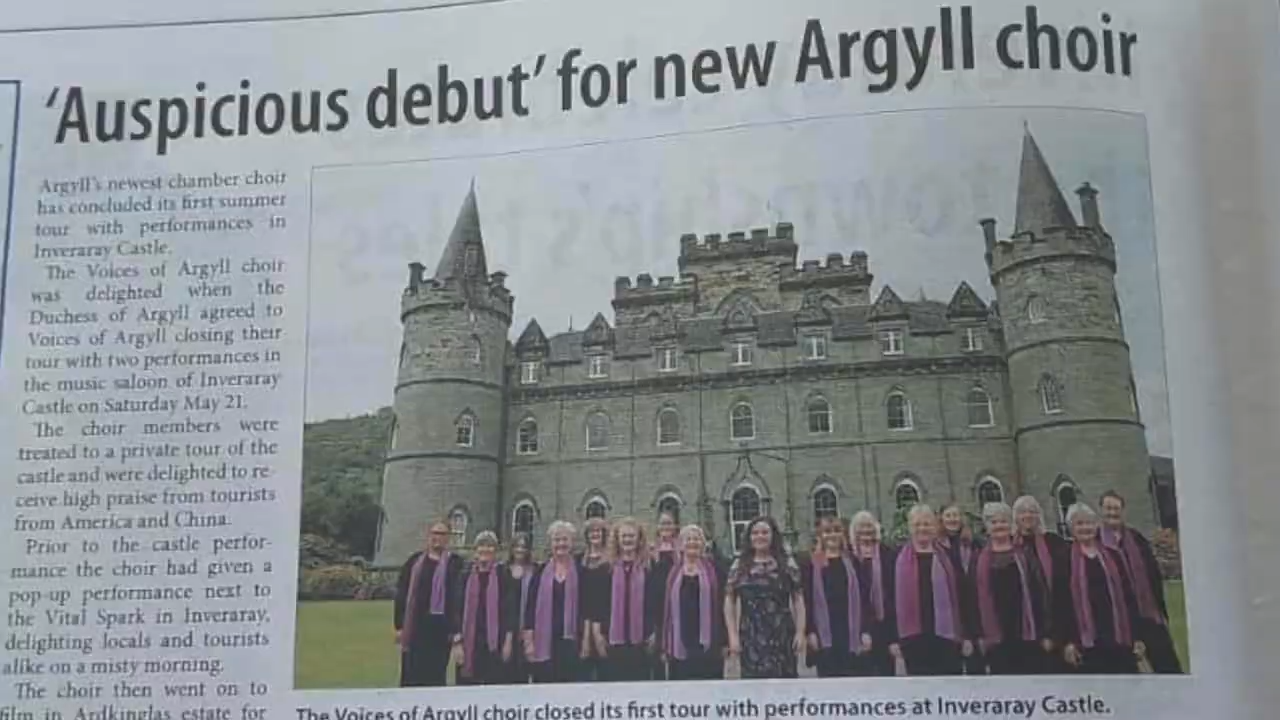 'Auspicious debut' for new Argyll choir
Argyll's newest chamber choir
has concluded its first summer
tour with performances in
Inveraray Castle.
The Voices of Argyll choir
was delighted when the
Duchess of Argyll agreed to
Voices of Argyll closing their
tour with two performances in
the music saloon of Inveraray
Castle on Saturday May 21.
The choir members were
treated to a private tour of the
castle and were delighted to re-
ceive high praise from tourists
from America and China.
Prior to the castle perfor-
mance the choir had given a
pop-up performance next to
the Vital Spark in Inveraray,
delighting locals and tourists
alike on a misty morning.
The choir then went on to
film in Ardkinglas estate for
The Voices of Argyll choir closed its first tour with performances at Inveraray Castle.